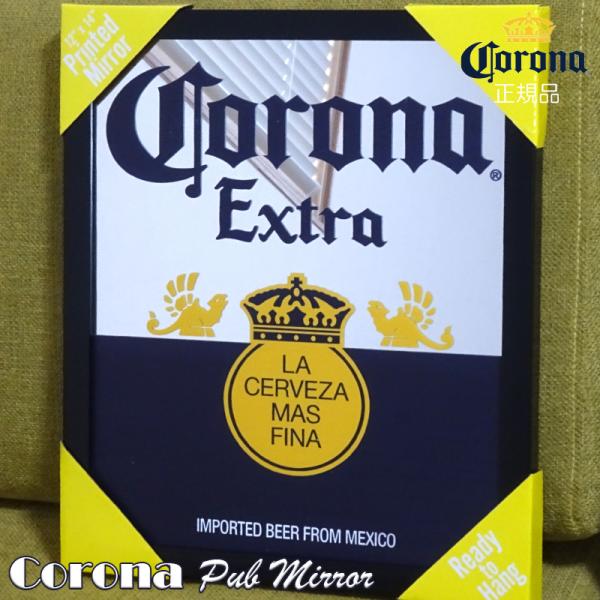 12" x 14"
Printed
Mirror
Corona
正規品
Corona®
Extra
LA
CERVEZA
MAS
FINA
IMPORTED BEER FROM MEXICO
Ready
to
Hang
Corona Pub Mirror